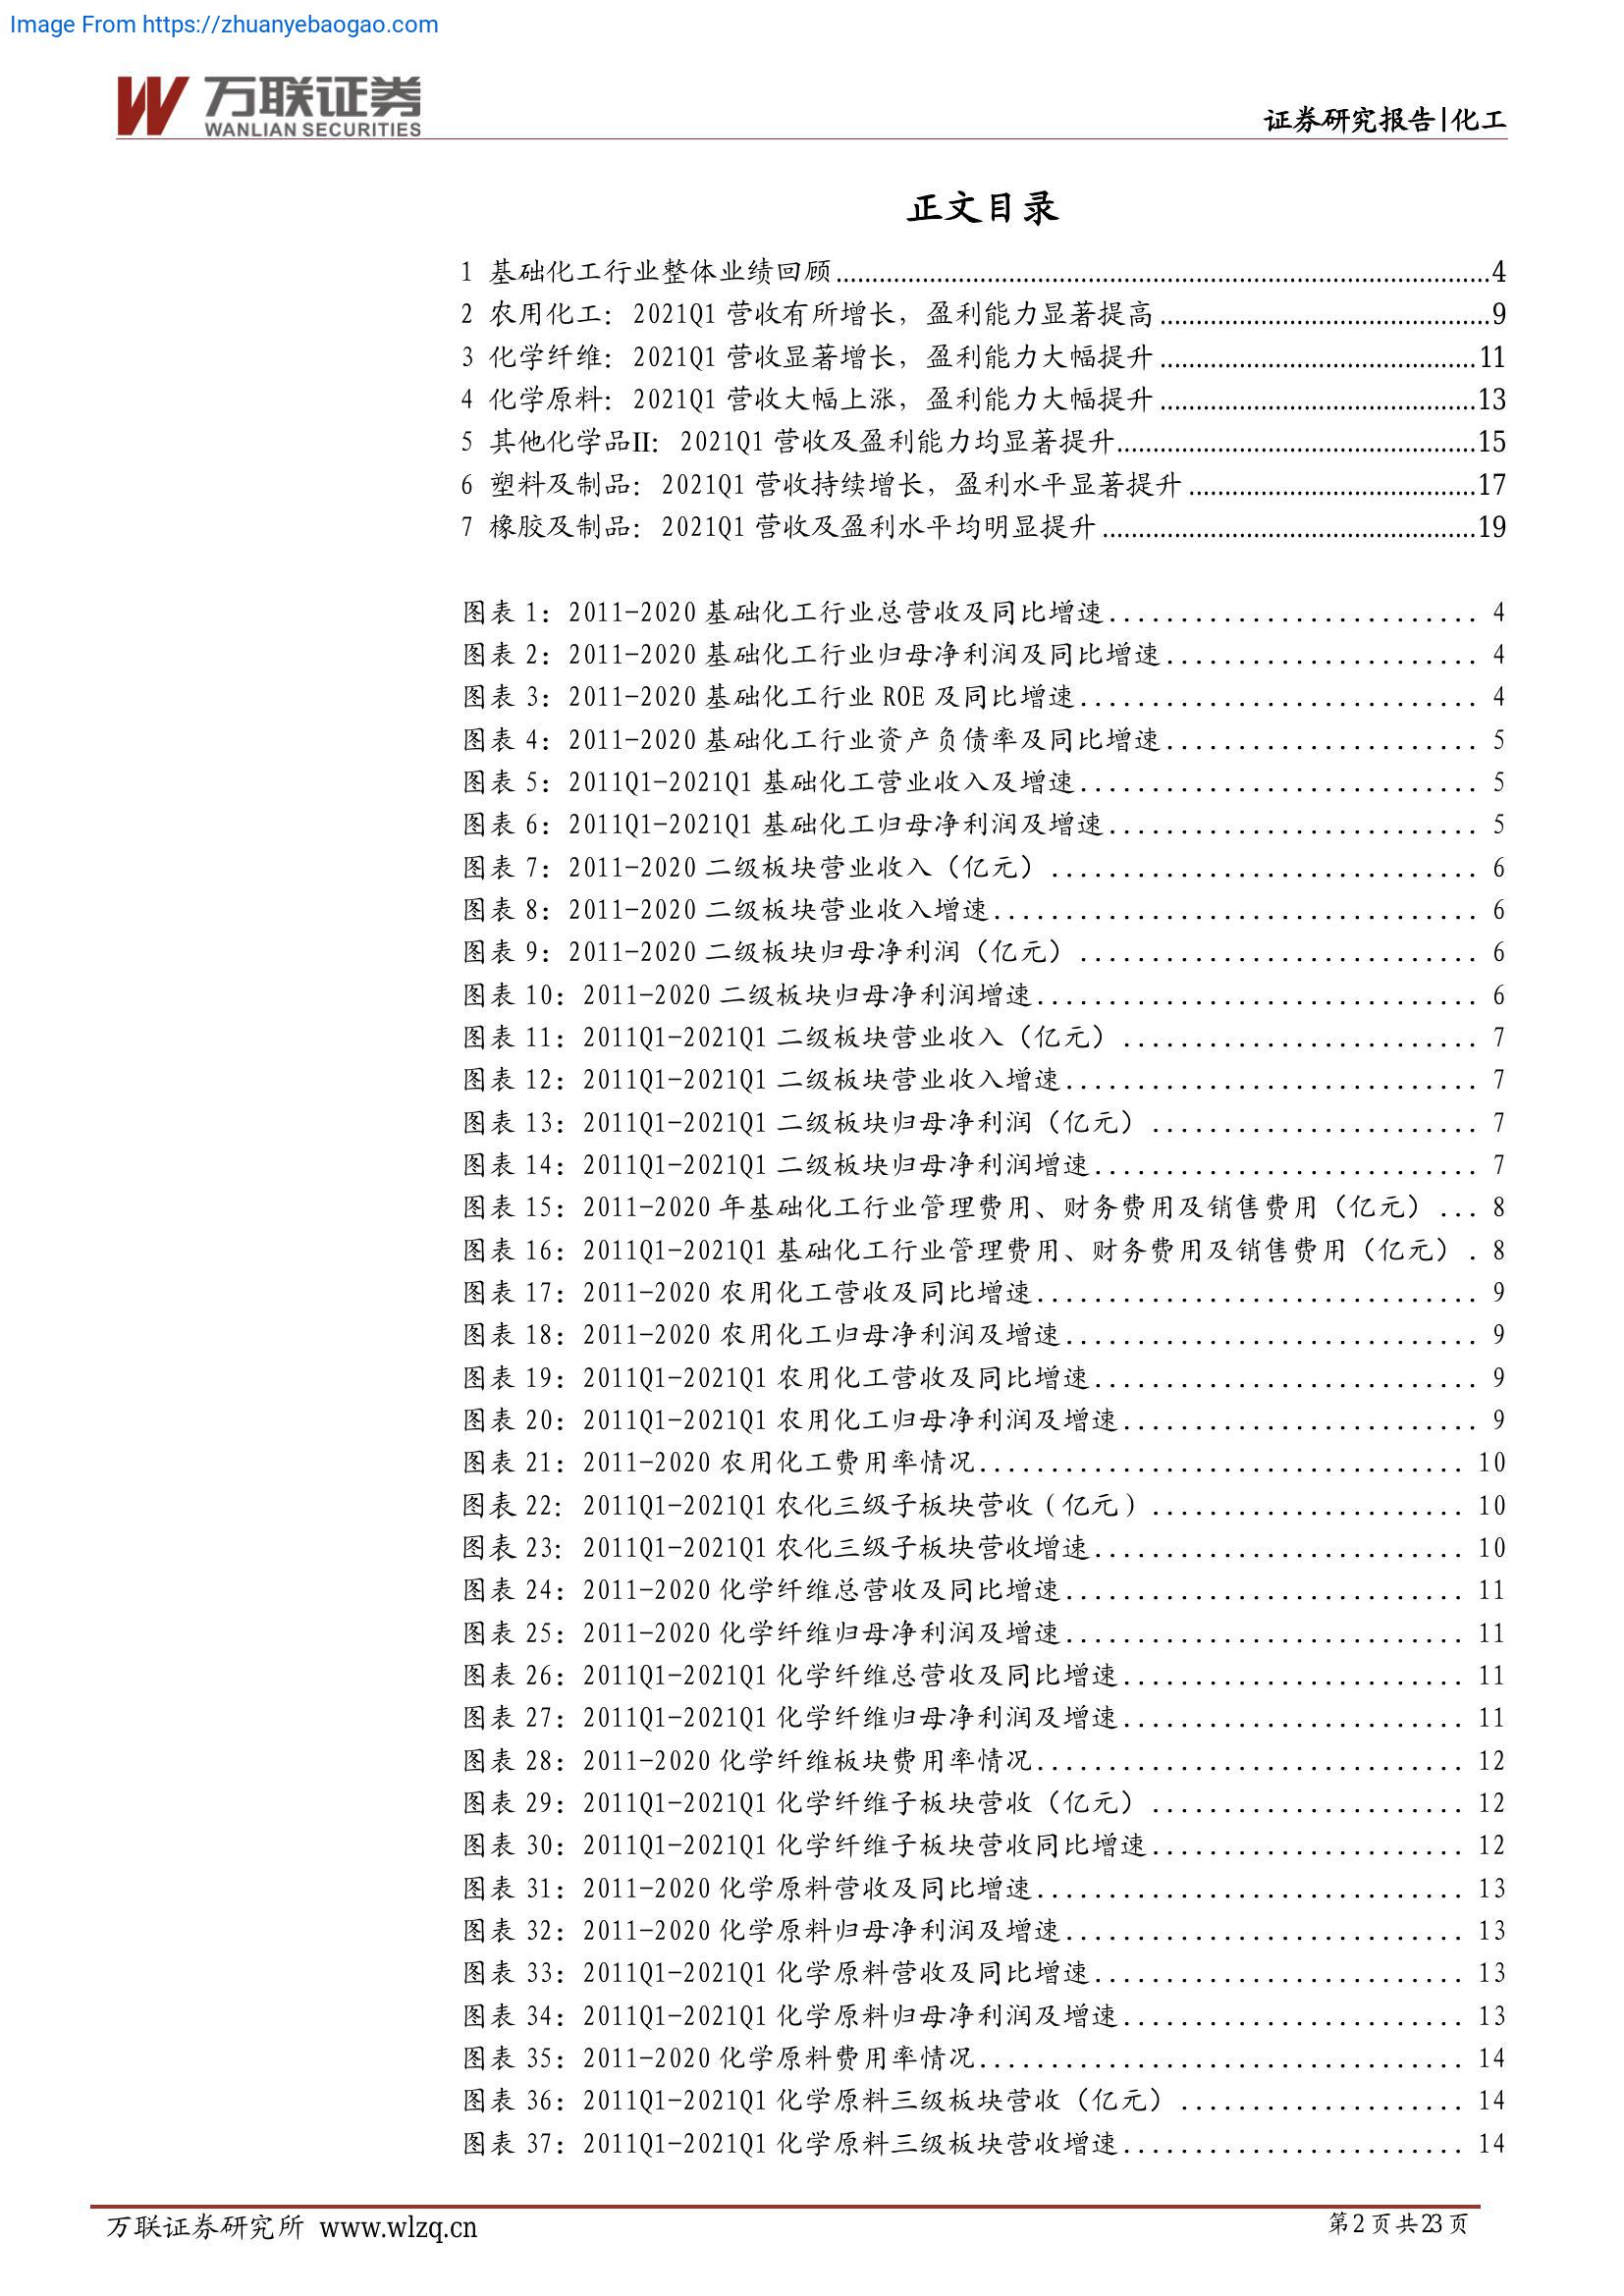 Image From https://zhuanyebaogao.com
万联证券
WANLIAN SECURITIES
证券研究报告|化工
正文目录
1 基础化工行业整体业绩回顾...........................................................................................4
2 农用化工：2021Q1 营收有所增长，盈利能力显著提高..............................................9
3 化学纤维：2021Q1 营收显著增长，盈利能力大幅提升............................................11
4 化学原料：2021Q1 营收大幅上涨，盈利能力大幅提升............................................13
5 其他化学品II：2021Q1 营收及盈利能力均显著提升..................................................15
6 塑料及制品：2021Q1 营收持续增长，盈利水平显著提升........................................17
7 橡胶及制品：2021Q1 营收及盈利水平均明显提升....................................................19
图表 1：2011-2020 基础化工行业总营收及同比增速.......................... 4
图表 2：2011-2020 基础化工行业归母净利润及同比增速...................... 4
图表 3：2011-2020 基础化工行业 ROE 及同比增速............................ 4
图表 4：2011-2020 基础化工行业资产负债率及同比增速...................... 5
图表 5：2011Q1-2021Q1 基础化工营业收入及增速............................ 5
图表 6：2011Q1-2021Q1 基础化工归母净利润及增速.......................... 5
图表 7：2011-2020 二级板块营业收入（亿元）.............................. 6
图表 8：2011-2020 二级板块营业收入增速.................................. 6
图表 9：2011-2020 二级板块归母净利润（亿元）............................ 6
图表 10：2011-2020 二级板块归母净利润增速............................... 6
图表 11：2011Q1-2021Q1 二级板块营业收入（亿元）......................... 7
图表 12：2011Q1-2021Q1 二级板块营业收入增速............................. 7
图表 13：2011Q1-2021Q1 二级板块归母净利润（亿元）....................... 7
图表 14：2011Q1-2021Q1 二级板块归母净利润增速........................... 7
图表 15：2011-2020 年基础化工行业管理费用、财务费用及销售费用（亿元）... 8
图表 16：2011Q1-2021Q1 基础化工行业管理费用、财务费用及销售费用（亿元）. 8
图表 17：2011-2020 农用化工营收及同比增速............................... 9
图表 18：2011-2020 农用化工归母净利润及增速............................. 9
图表 19：2011Q1-2021Q1 农用化工营收及同比增速........................... 9
图表 20：2011Q1-2021Q1 农用化工归母净利润及增速......................... 9
图表 21：2011-2020 农用化工费用率情况.................................. 10
图表 22：2011Q1-2021Q1 农化三级子板块营收（亿元）...................... 10
图表 23：2011Q1-2021Q1 农化三级子板块营收增速.......................... 10
图表 24：2011-2020 化学纤维总营收及同比增速............................ 11
图表 25：2011-2020 化学纤维归母净利润及增速............................ 11
图表 26：2011Q1-2021Q1 化学纤维总营收及同比增速........................ 11
图表 27：2011Q1-2021Q1 化学纤维归母净利润及增速........................ 11
图表 28：2011-2020 化学纤维板块费用率情况.............................. 12
图表 29：2011Q1-2021Q1 化学纤维子板块营收（亿元）...................... 12
图表 30：2011Q1-2021Q1 化学纤维子板块营收同比增速...................... 12
图表 31：2011-2020 化学原料营收及同比增速.............................. 13
图表 32：2011-2020 化学原料归母净利润及增速............................ 13
图表 33：2011Q1-2021Q1 化学原料营收及同比增速.......................... 13
图表 34：2011Q1-2021Q1 化学原料归母净利润及增速........................ 13
图表 35：2011-2020 化学原料费用率情况.................................. 14
图表 36：2011Q1-2021Q1 化学原料三级板块营收（亿元）.................... 14
图表 37：2011Q1-2021Q1 化学原料三级板块营收增速........................ 14
万联证券研究所 www.wlzq.cn
第 2 页 共 23 页